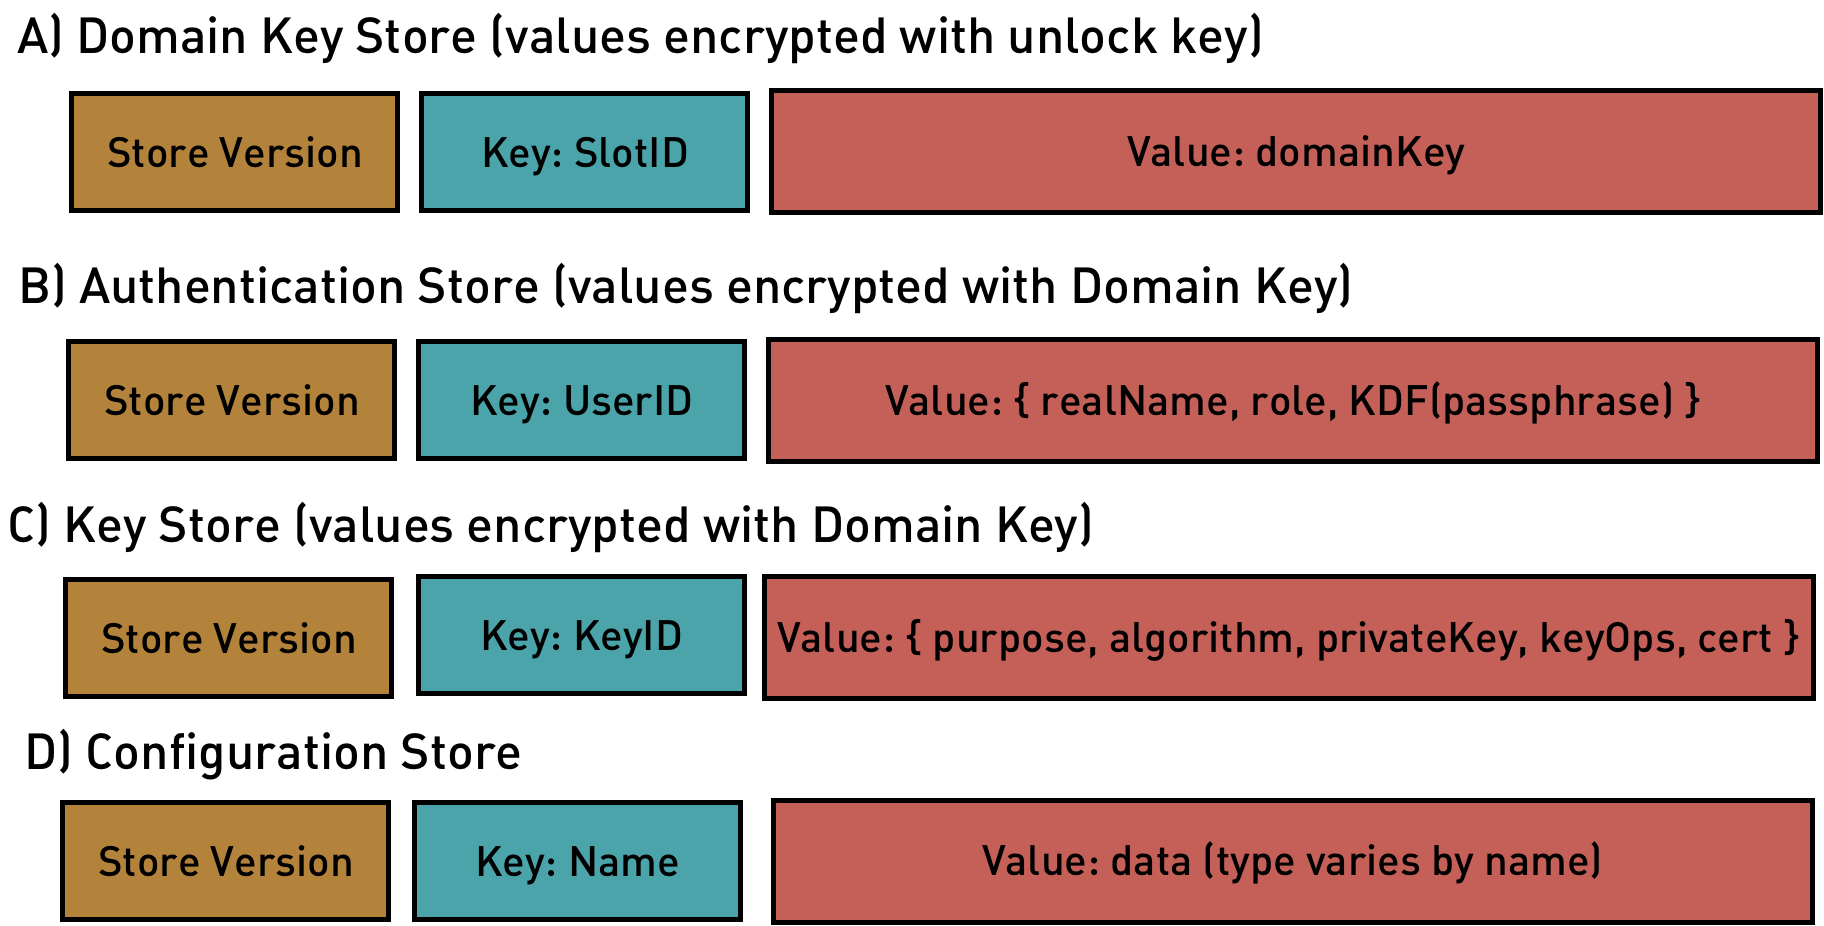 A) Domain Key Store (values encrypted with unlock key)
Store Version
Key: SlotID
Value: domainKey
B) Authentication Store (values encrypted with Domain Key)
Store Version
Key: UserID
Value: { realName, role, KDF(passphrase) }
C) Key Store (values encrypted with Domain Key)
Store Version
Key: KeyID
Value: { purpose, algorithm, privateKey, keyOps, cert }
D) Configuration Store
Store Version
Key: Name
Value: data (type varies by name)